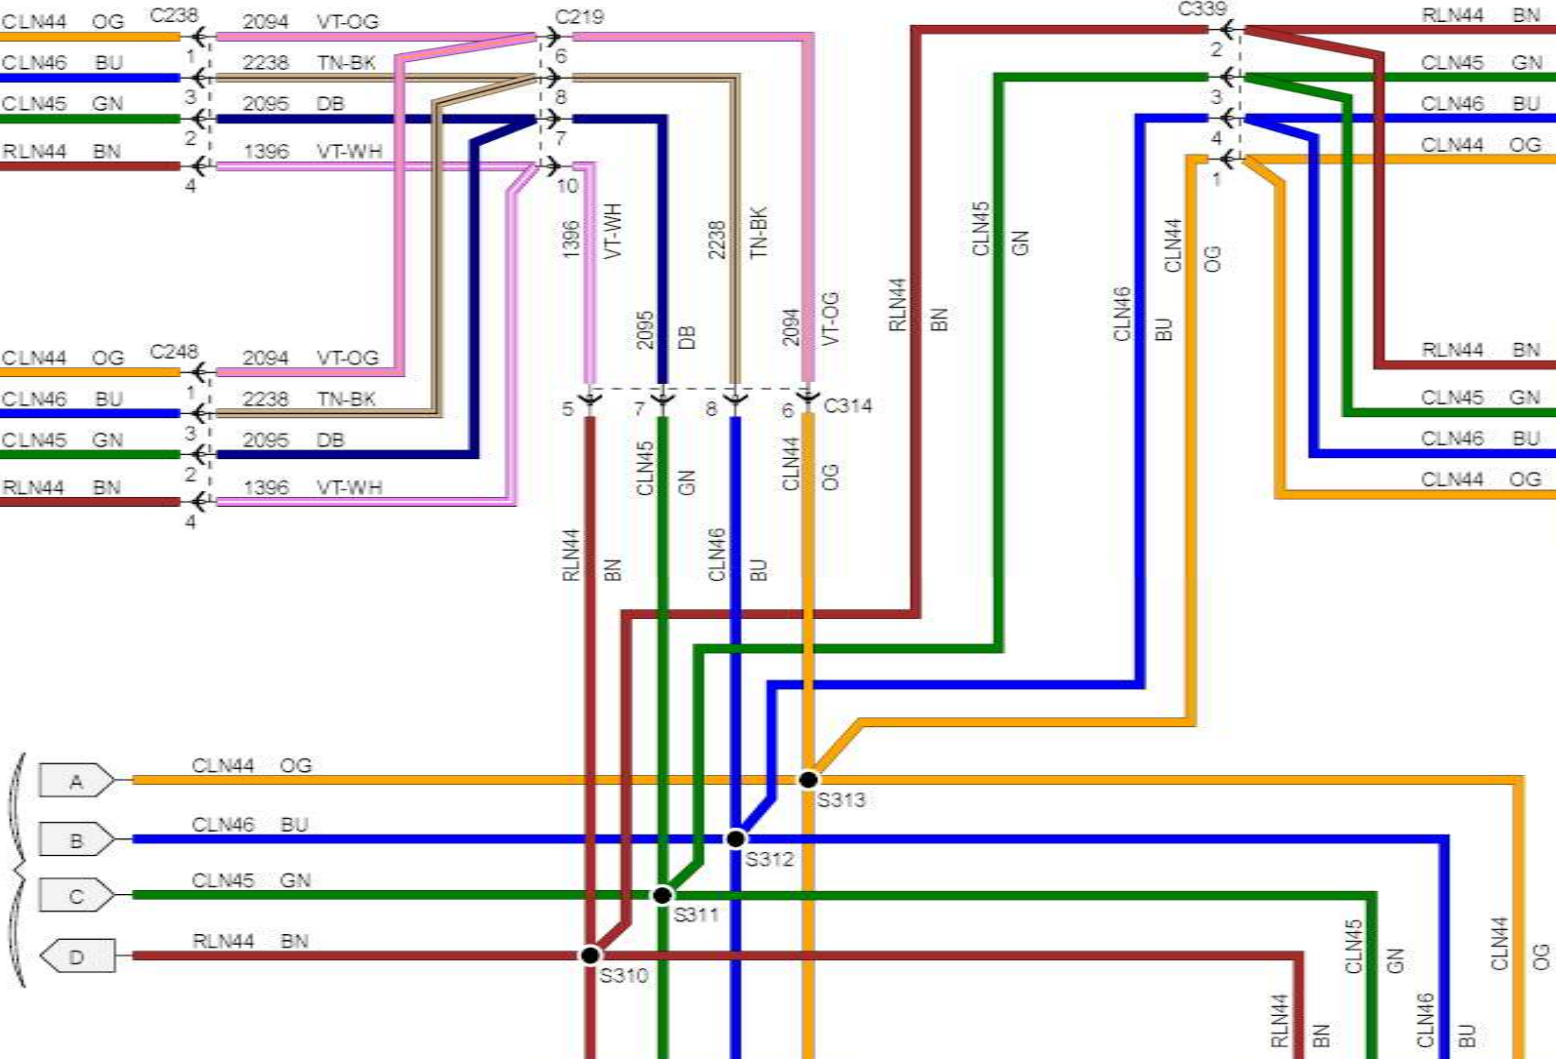 CLN44 OG C238 2094 VT-OG C219 C339 RLN44 BN
1 6 2
CLN46 BU 2238 TN-BK CLN45 GN
3 8 3
CLN45 GN 2095 DB CLN46 BU
2 7 4
RLN44 BN 1396 VT-WH CLN44 OG
4 10 1
1396 VT-WH
2238 TN-BK
CLN45 GN
CLN44 OG
2095 DB
2094 VT-OG
RLN44 BN
CLN46 BU
CLN44 OG C248 2094 VT-OG RLN44 BN
1
CLN46 BU 2238 TN-BK CLN45 GN
5 7 8 6 C314
3
CLN45 GN 2095 DB CLN46 BU
2
RLN44 BN 1396 VT-WH CLN44 OG
4
CLN45 GN
CLN44 OG
RLN44 BN
CLN46 BU
A CLN44 OG
S313
B CLN46 BU
S312
C CLN45 GN
S311
D RLN44 BN
S310
CLN45 GN
CLN44 OG
RLN44 BN
CLN46 BU